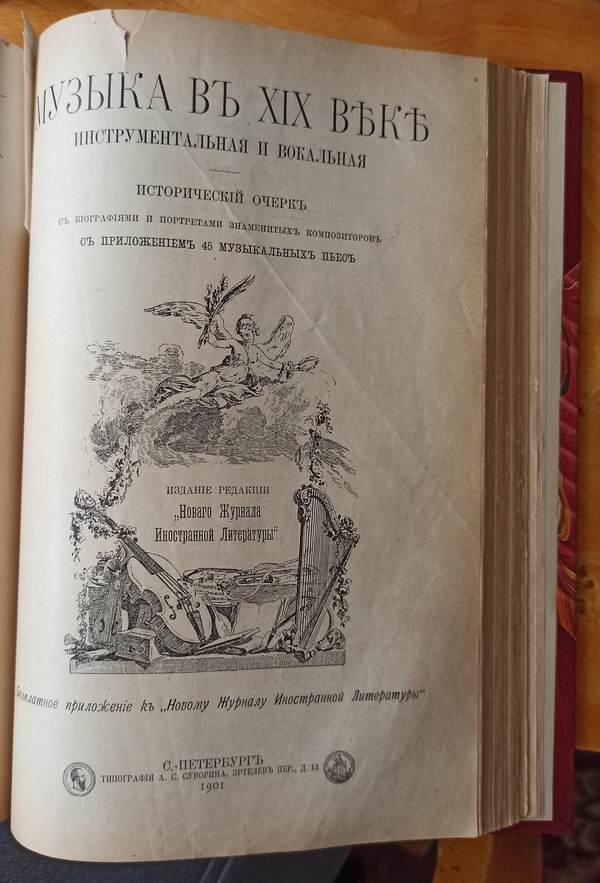 МУЗЫКА ВЪ XIX ВѢКѢ
ИНСТРУМЕНТАЛЬНАЯ И ВОКАЛЬНАЯ
ИСТОРИЧЕСКІЙ ОЧЕРКЪ
СЪ БІОГРАФІЯМИ И ПОРТРЕТАМИ ЗНАМЕНИТЫХЪ КОМПОЗИТОРОВЪ
СЪ ПРИЛОЖЕНІЕМЪ 45 МУЗЫКАЛЬНЫХЪ ПЬЕСЪ
ИЗДАНІЕ РЕДАКЦІИ
„Новаго Журнала
Иностранной Литературы“
Безплатное приложеніе къ „Новому Журналу Иностранной Литературы“
С.-ПЕТЕРБУРГЪ
ТИПОГРАФІЯ А. С. СУВОРИНА. ЭРТЕЛЕВЪ ПЕР., Д. 13
1901